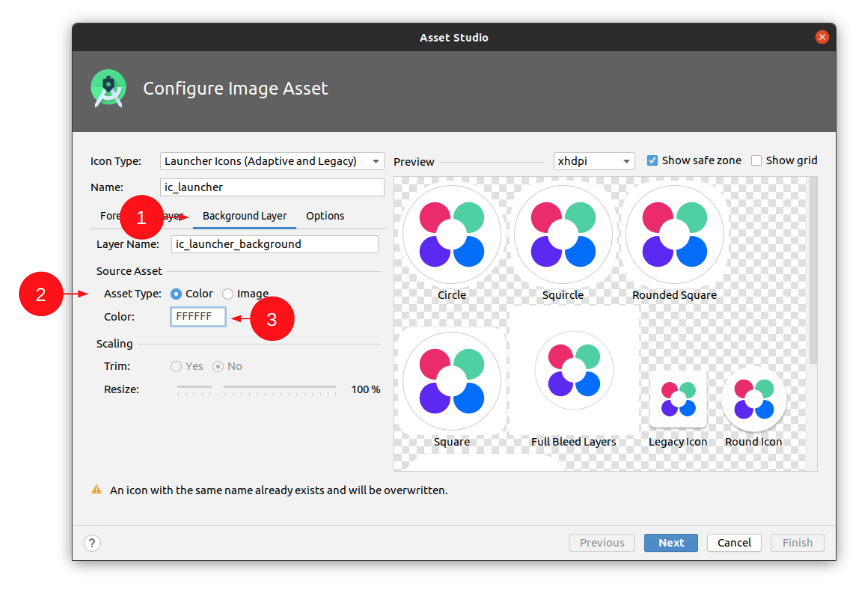 Asset Studio
Configure Image Asset
Icon Type: Launcher Icons (Adaptive and Legacy)
Preview xhdpi Show safe zone Show grid
Name: ic_launcher
1 Background Layer Options
Layer Name: ic_launcher_background
Source Asset
2 Asset Type: Color Image
Color: FFFFFF 3
Scaling
Trim: Yes No
Resize: 100 %
Circle Squircle Rounded Square
Square Full Bleed Layers Legacy Icon Round Icon
An icon with the same name already exists and will be overwritten.
? Previous Next Cancel Finish